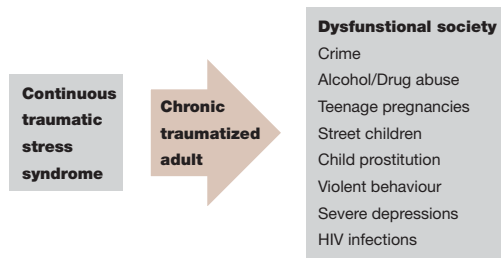 Continuous
traumatic
stress
syndrome
Chronic
traumatized
adult
Dysfunstional society
Crime
Alcohol/Drug abuse
Teenage pregnancies
Street children
Child prostitution
Violent behaviour
Severe depressions
HIV infections